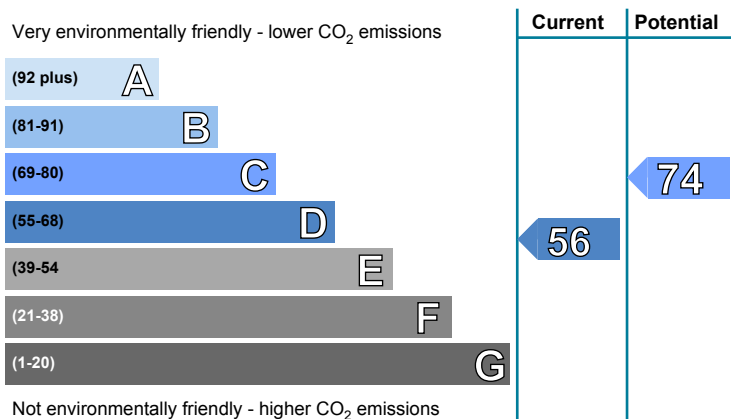 Very environmentally friendly - lower CO2 emissions
Current
Potential
(92 plus) A
(81-91) B
(69-80) C
(55-68) D
(39-54 E
(21-38) F
(1-20) G
74
56
Not environmentally friendly - higher CO2 emissions